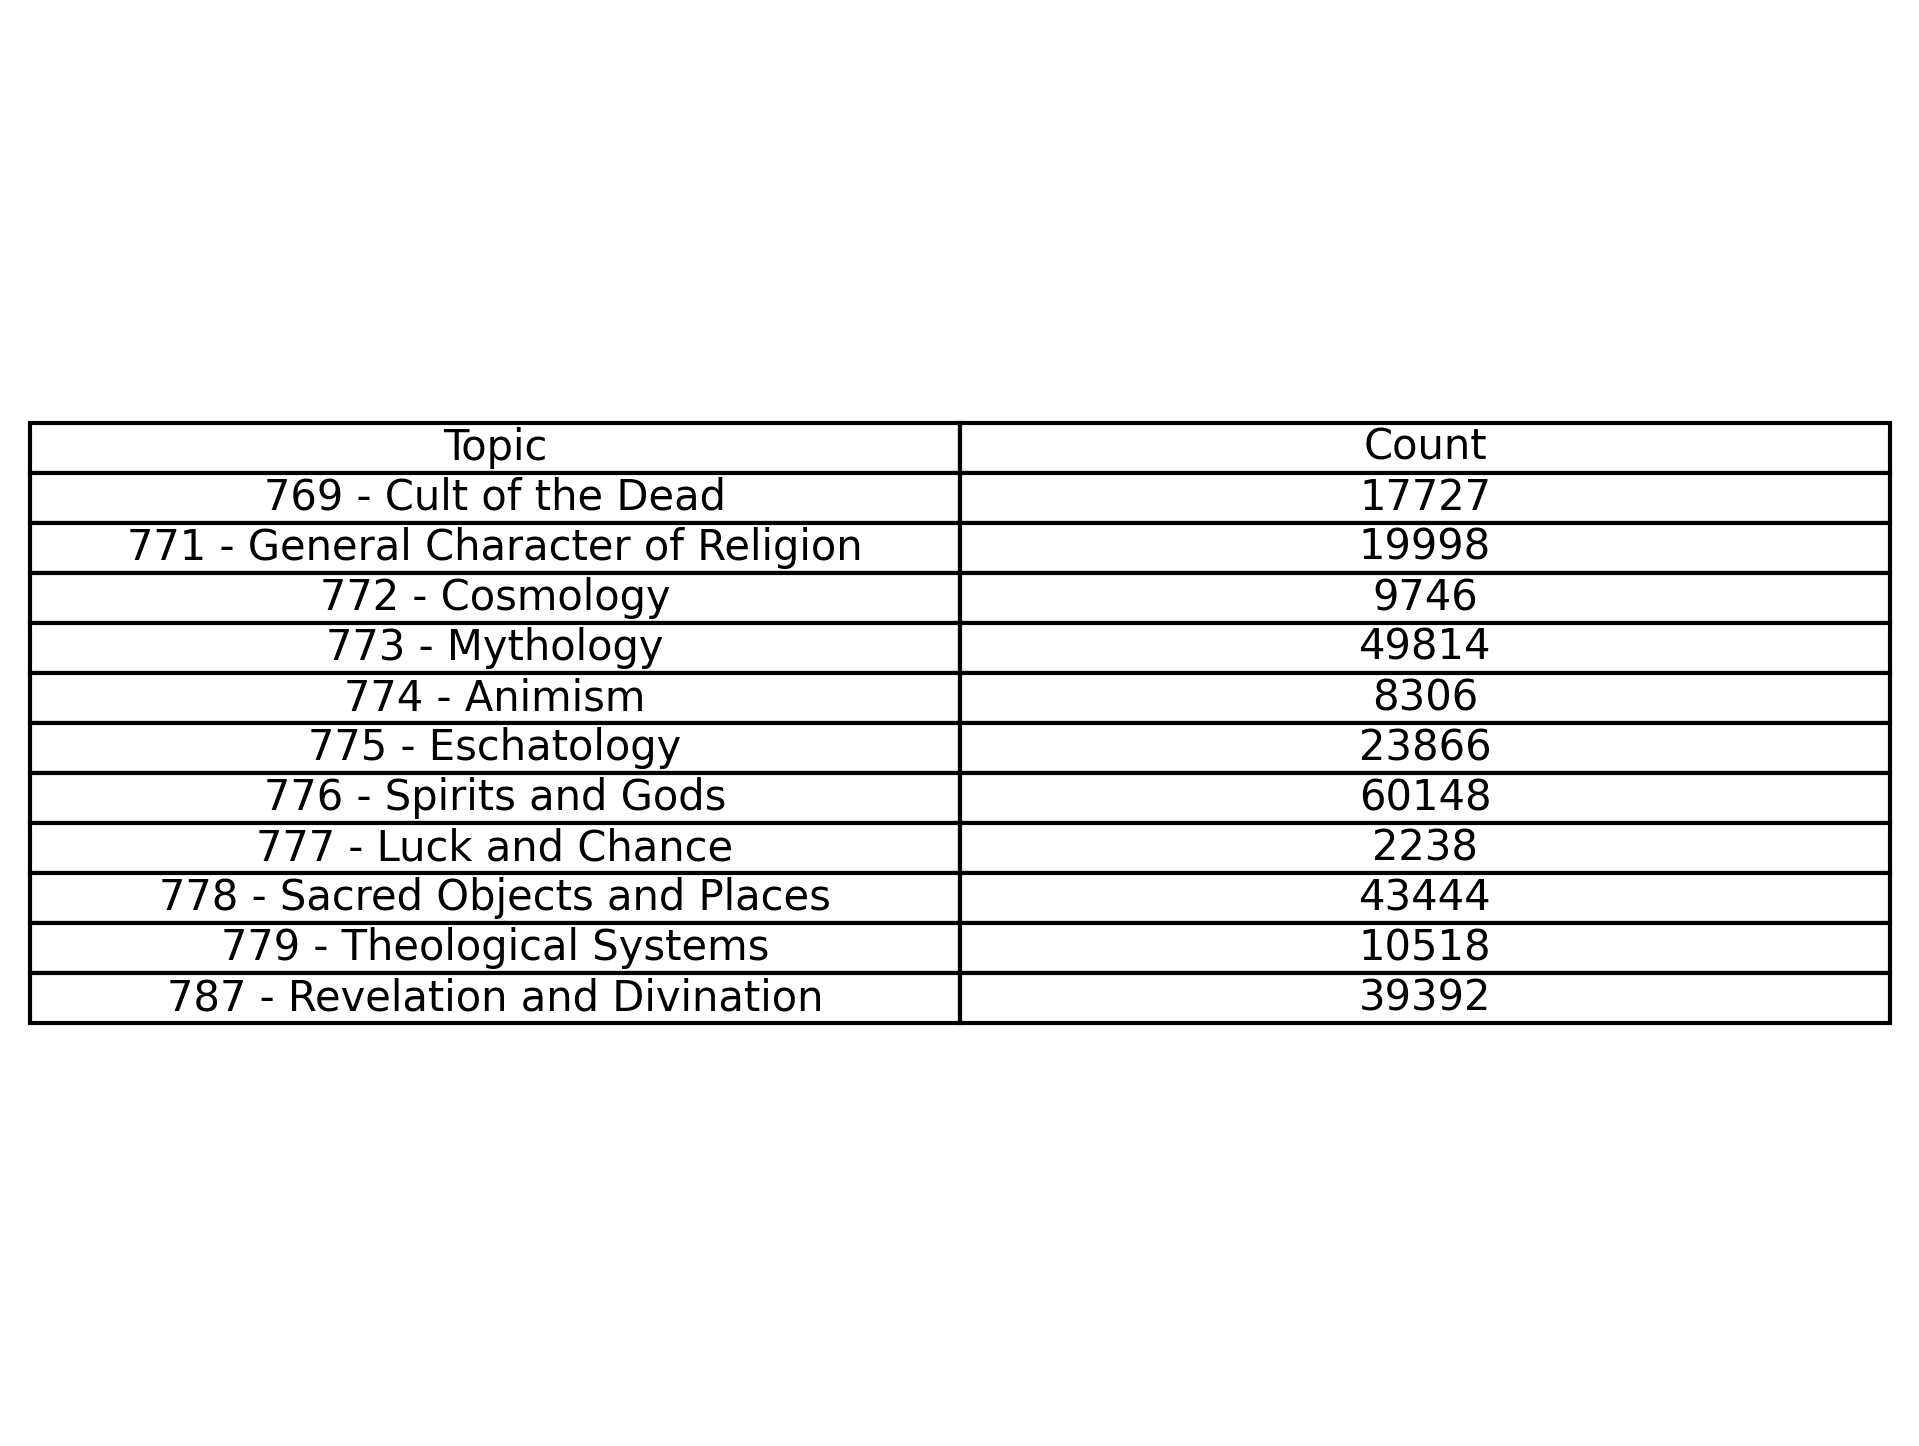 Topic Count
769 - Cult of the Dead 17727
771 - General Character of Religion 19998
772 - Cosmology 9746
773 - Mythology 49814
774 - Animism 8306
775 - Eschatology 23866
776 - Spirits and Gods 60148
777 - Luck and Chance 2238
778 - Sacred Objects and Places 43444
779 - Theological Systems 10518
787 - Revelation and Divination 39392